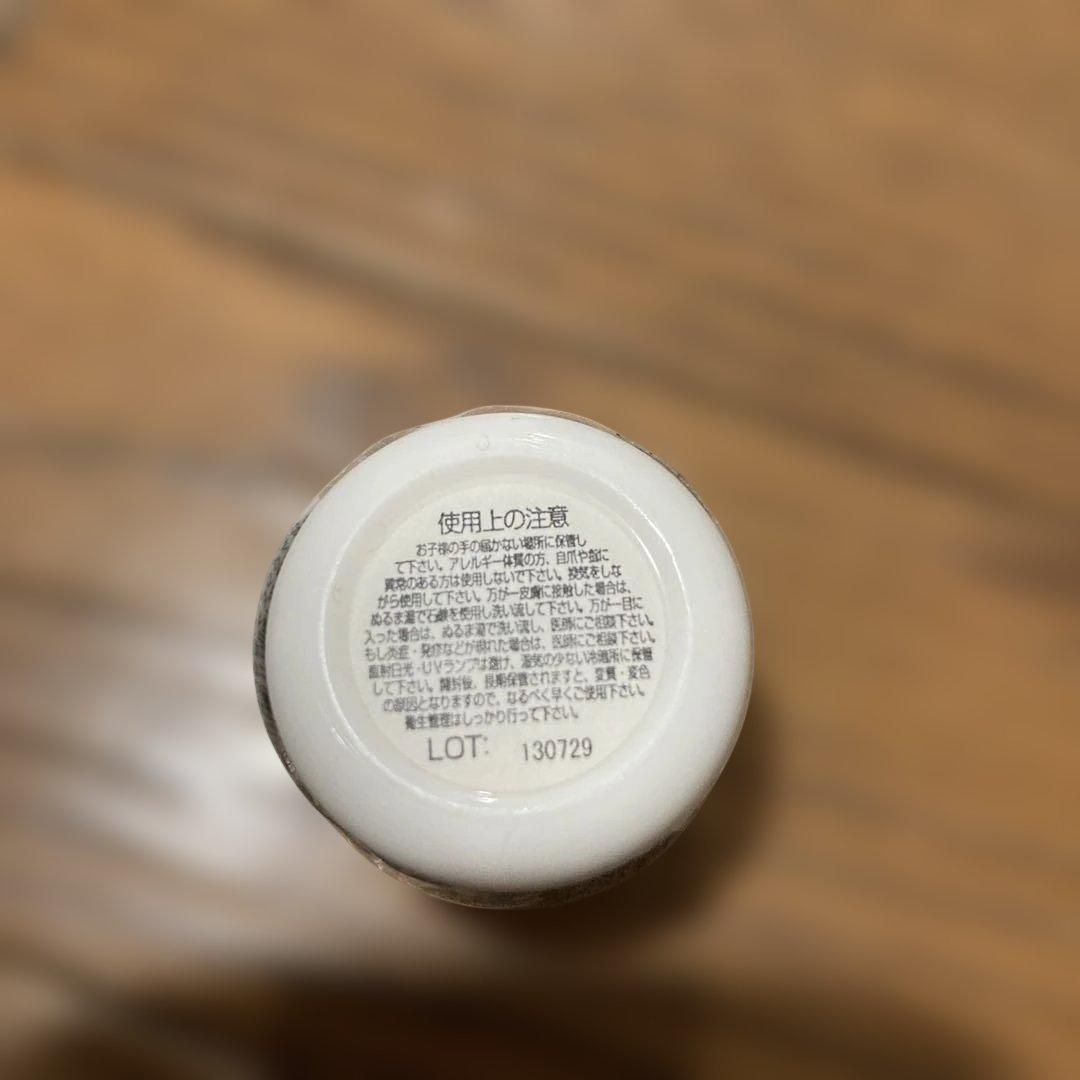 使用上の注意
お子様の手の届かない場所に保管し
て下さい。アレルギー体質の方、自爪や皮膚に
異常のある方は使用しないで下さい。換気をしな
がら使用して下さい。万が一皮膚に接触した場合は、
ぬるま湯で石鹸を使用し洗い流して下さい。万が一目に
入った場合は、ぬるま湯で洗い流し、医師にご相談下さい。
もし炎症・発疹などが現れた場合は、医師にご相談下さい。
直射日光・UVランプは避け、湿気の少ない冷暗所に保管
して下さい。開封後、長期保管されますと、変質・変色
の原因となりますので、なるべく早くご使用下さい。
衛生管理はしっかり行って下さい。
LOT: 130729